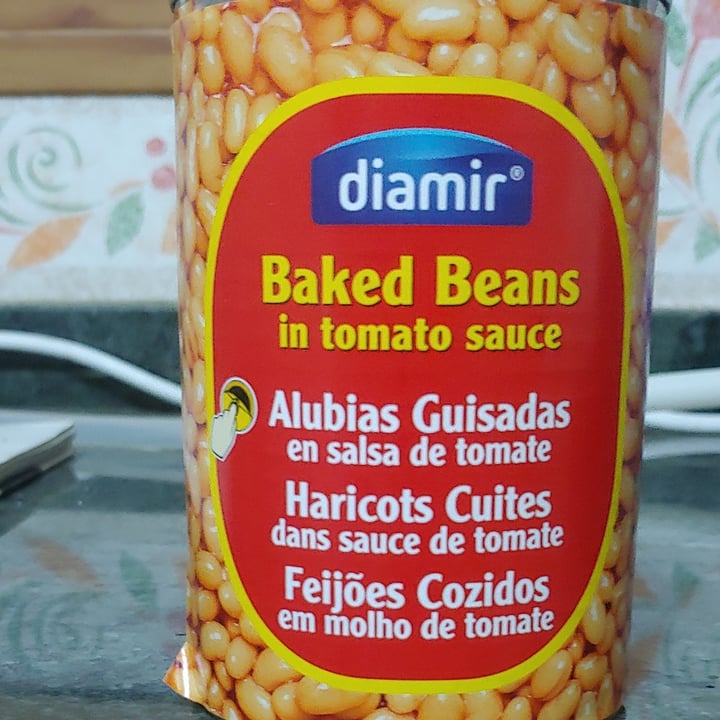 diamir®
Baked Beans
in tomato sauce
Alubias Guisadas
en salsa de tomate
Haricots Cuites
dans sauce de tomate
Feijões Cozidos
em molho de tomate